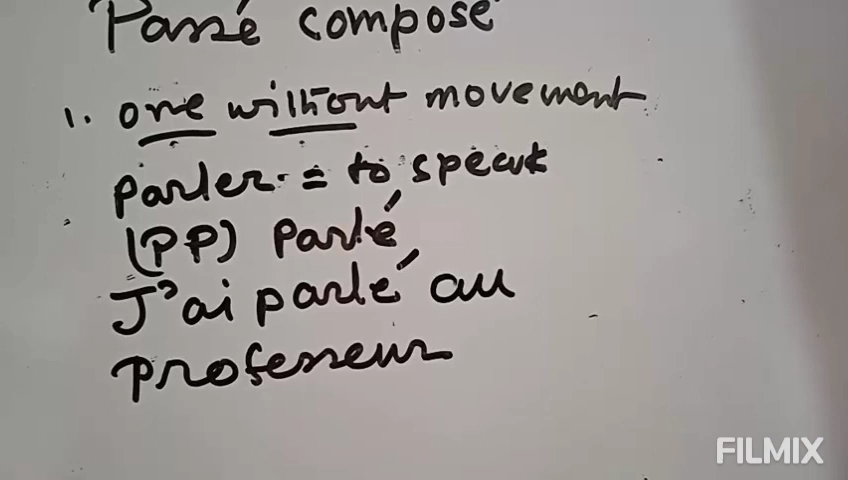 Passé composé
1. one without movement
parler = to speak
(PP) Parlé
J'ai parlé au
professeur
FILMIX